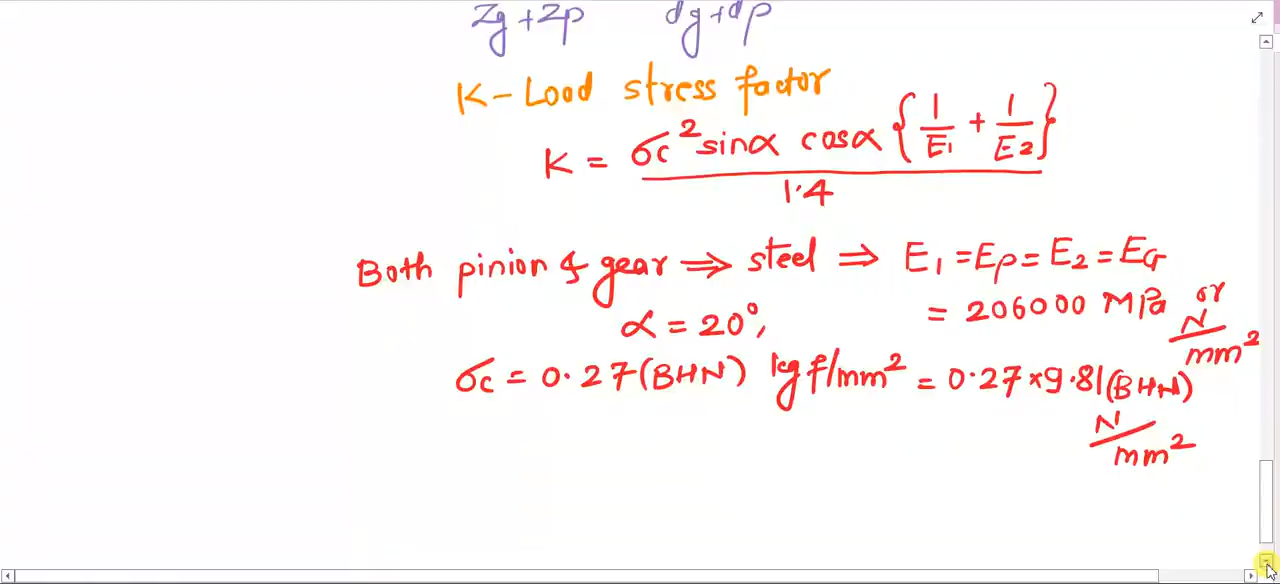 Zg+Zp dg+dp
K - Load stress factor
K = σc² sinα cosα { 1/E1 + 1/E2 } / 1.4
Both pinion & gear ⇒ steel ⇒ E1 = Ep = E2 = EG
= 206000 MPa or N/mm²
α = 20°,
σc = 0.27(BHN) kgf/mm² = 0.27×9.81(BHN) N/mm²